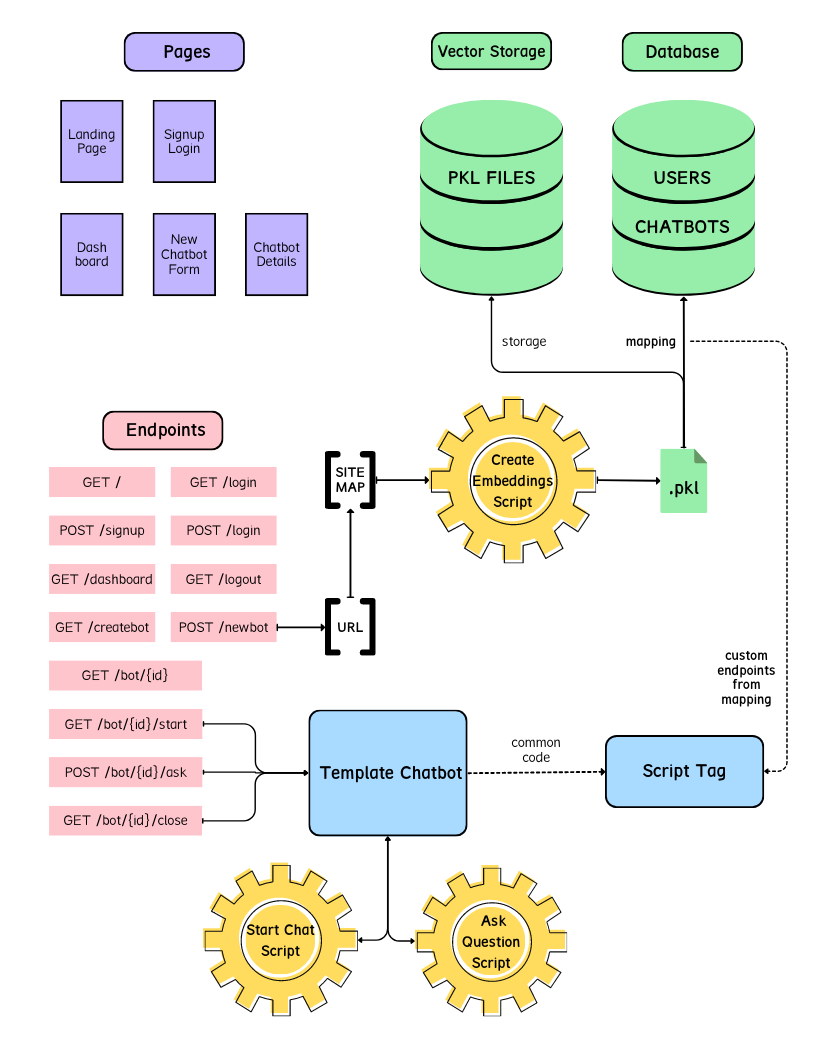 Pages
Vector Storage
Database
Landing
Page
Signup
Login
PKL FILES
USERS
CHATBOTS
Dash
board
New
Chatbot
Form
Chatbot
Details
storage
mapping
Endpoints
GET /
GET /login
POST /signup
POST /login
GET /dashboard
GET /logout
GET /createbot
POST /newbot
GET /bot/{id}
GET /bot/{id}/start
POST /bot/{id}/ask
GET /bot/{id}/close
SITE
MAP
URL
Create
Embeddings
Script
.pkl
custom
endpoints
from
mapping
Template Chatbot
common
code
Script Tag
Start Chat
Script
Ask
Question
Script